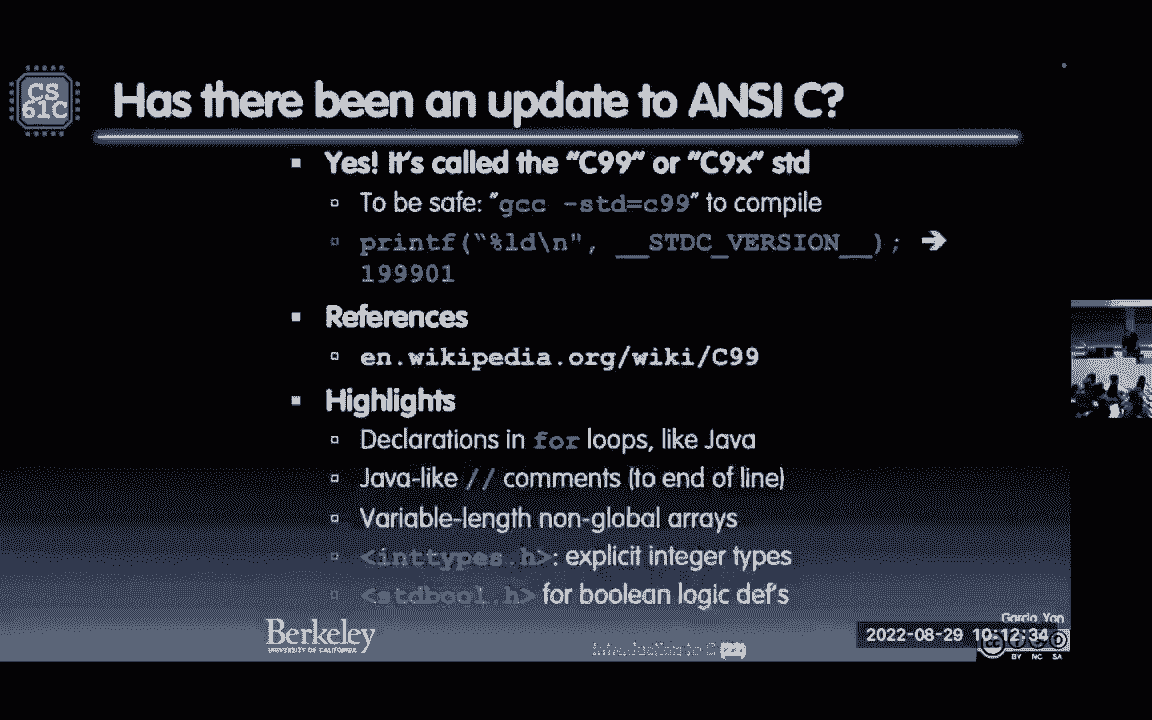 CS
61C
Has there been an update to ANSI C?
▪ Yes! It's called the “C99” or “C9x” std
▫ To be safe: “gcc -std=c99” to compile
▫ printf("%ld\n", __STDC_VERSION__); ➔
199901
▪ References
▫ en.wikipedia.org/wiki/C99
▪ Highlights
▫ Declarations in for loops, like Java
▫ Java-like // comments (to end of line)
▫ Variable-length non-global arrays
▫ <inttypes.h>: explicit integer types
▫ <stdbool.h> for boolean logic def's
Berkeley
UNIVERSITY OF CALIFORNIA
Introduction to C
Garcia, Yan
2022-08-29 10:12:34
BY NC SA